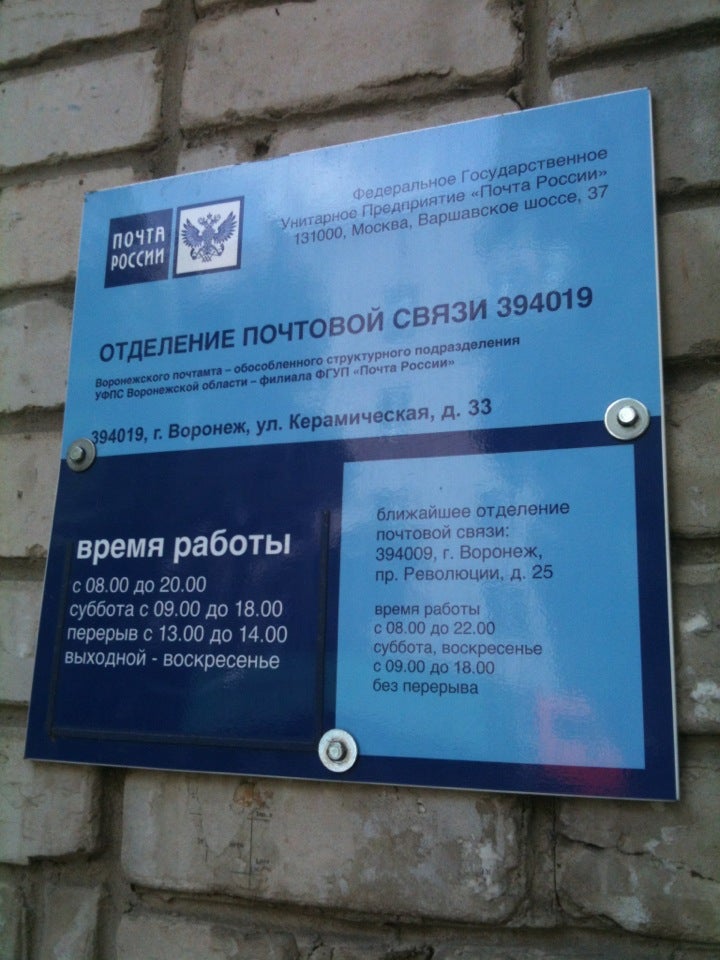 ПОЧТА
РОССИИ
Федеральное Государственное
Унитарное Предприятие «Почта России»
131000, Москва, Варшавское шоссе, 37
ОТДЕЛЕНИЕ ПОЧТОВОЙ СВЯЗИ 394019
Воронежского почтамта – обособленного структурного подразделения
УФПС Воронежской области – филиала ФГУП «Почта России»
394019, г. Воронеж, ул. Керамическая, д. 33
время работы
с 08.00 до 20.00
суббота с 09.00 до 18.00
перерыв с 13.00 до 14.00
выходной - воскресенье
ближайшее отделение
почтовой связи:
394009, г. Воронеж,
пр. Революции, д. 25
время работы
с 08.00 до 22.00
суббота, воскресенье
с 09.00 до 18.00
без перерыва